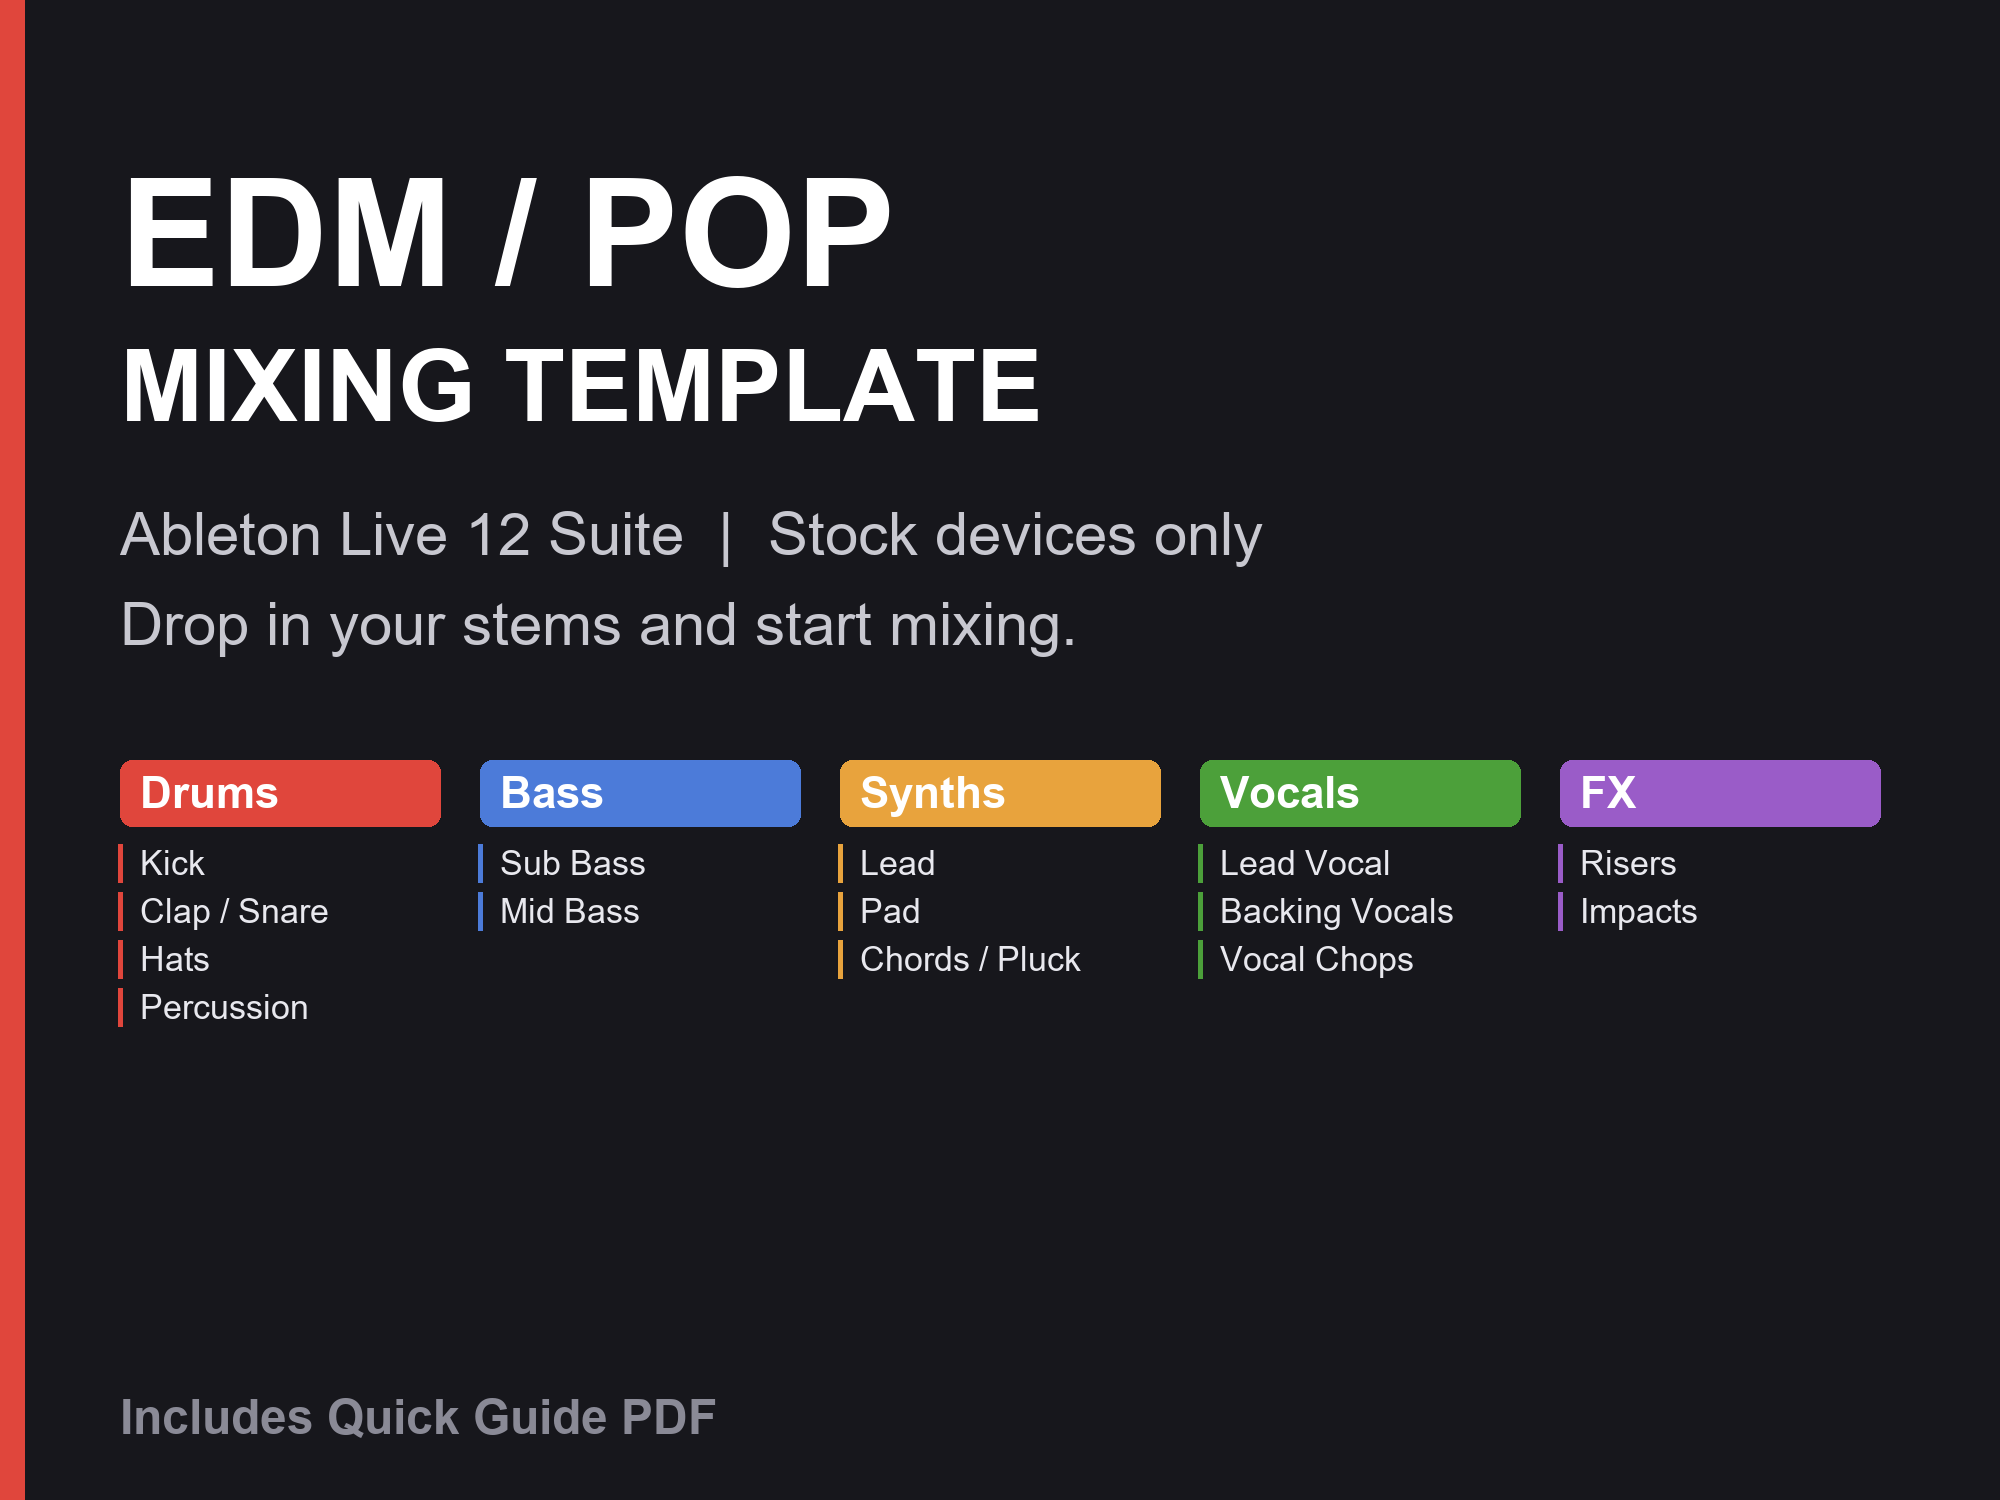 EDM / POP
MIXING TEMPLATE
Ableton Live 12 Suite | Stock devices only
Drop in your stems and start mixing.
Drums
Kick
Clap / Snare
Hats
Percussion
Bass
Sub Bass
Mid Bass
Synths
Lead
Pad
Chords / Pluck
Vocals
Lead Vocal
Backing Vocals
Vocal Chops
FX
Risers
Impacts
Includes Quick Guide PDF